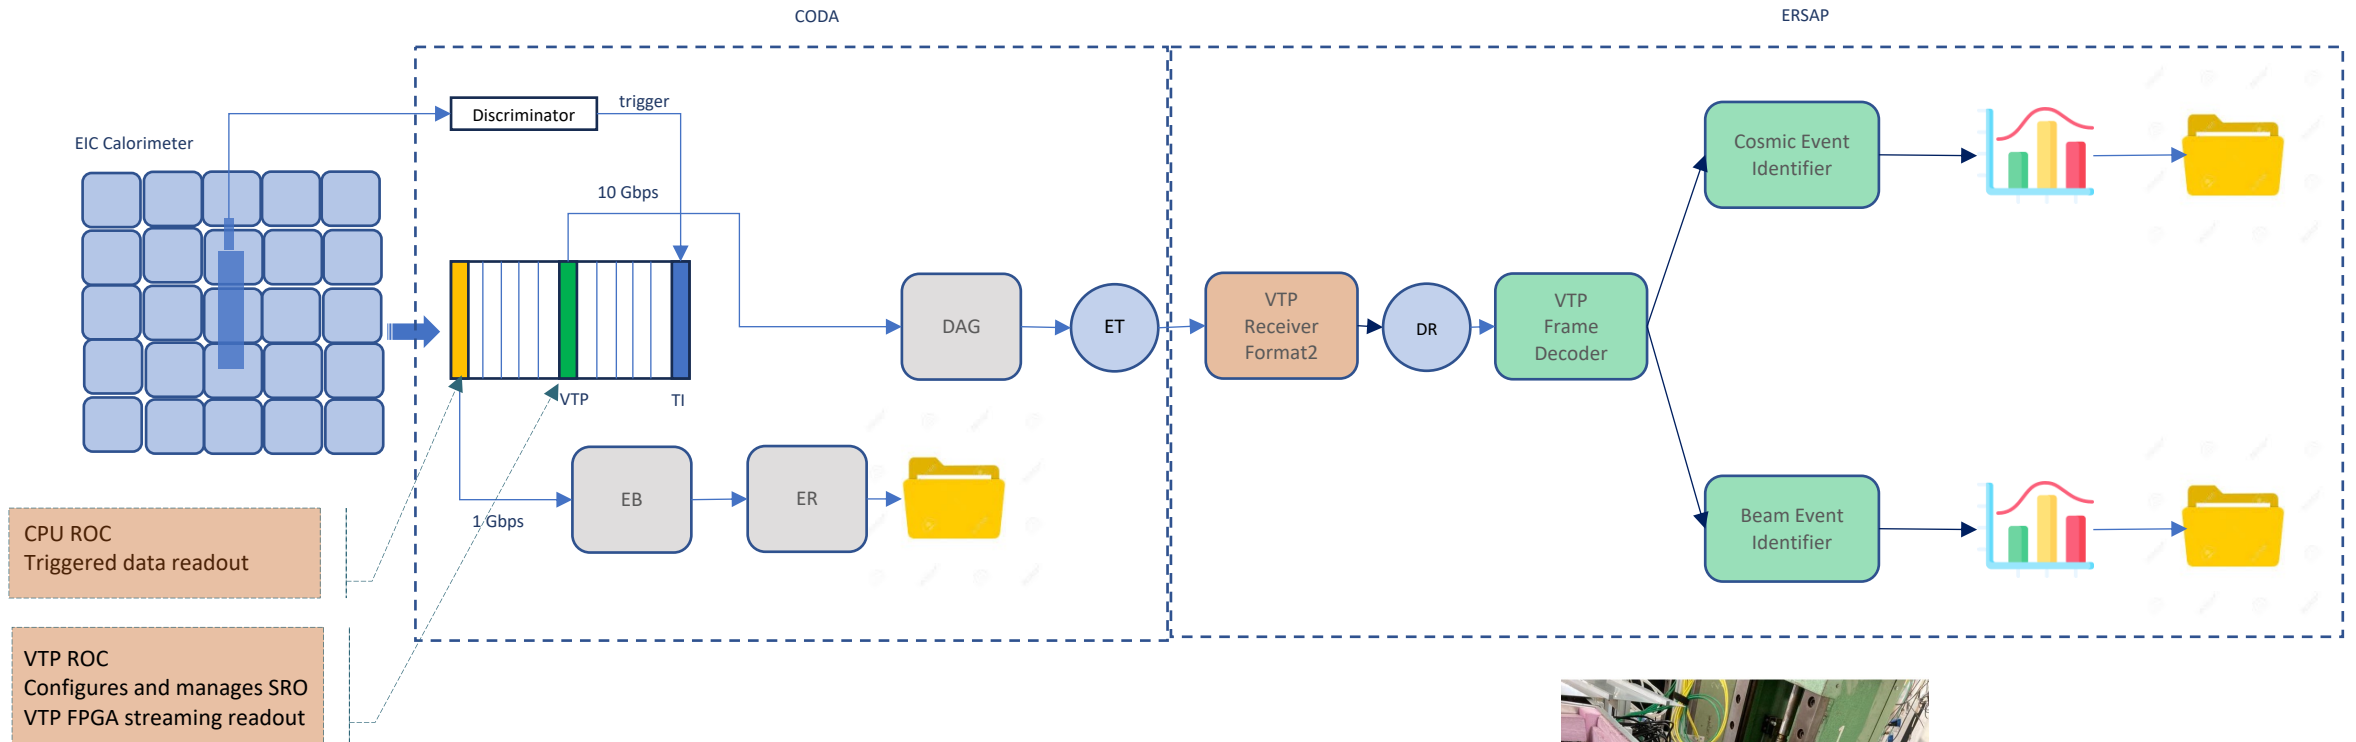 CODA
ERSAP
Discriminator
trigger
EIC Calorimeter
10 Gbps
Cosmic Event
Identifier
DAG
ET
VTP
Receiver
Format2
DR
VTP
Frame
Decoder
VTP
TI
EB
ER
1 Gbps
Beam Event
Identifier
CPU ROC
Triggered data readout
VTP ROC
Configures and manages SRO
VTP FPGA streaming readout